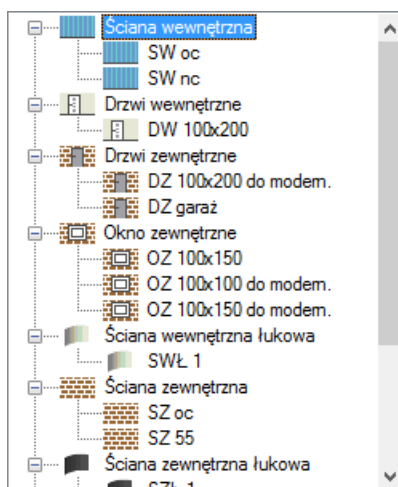 Ściana wewnętrzna
SW oc
SW nc
Drzwi wewnętrzne
DW 100x200
Drzwi zewnętrzne
DZ 100x200 do modern.
DZ garaż
Okno zewnętrzne
OZ 100x150
OZ 100x100 do modern.
OZ 100x150 do modern.
Ściana wewnętrzna łukowa
SWŁ 1
Ściana zewnętrzna
SZ oc
SZ 55
Ściana zewnętrzna łukowa
SZŁ 1